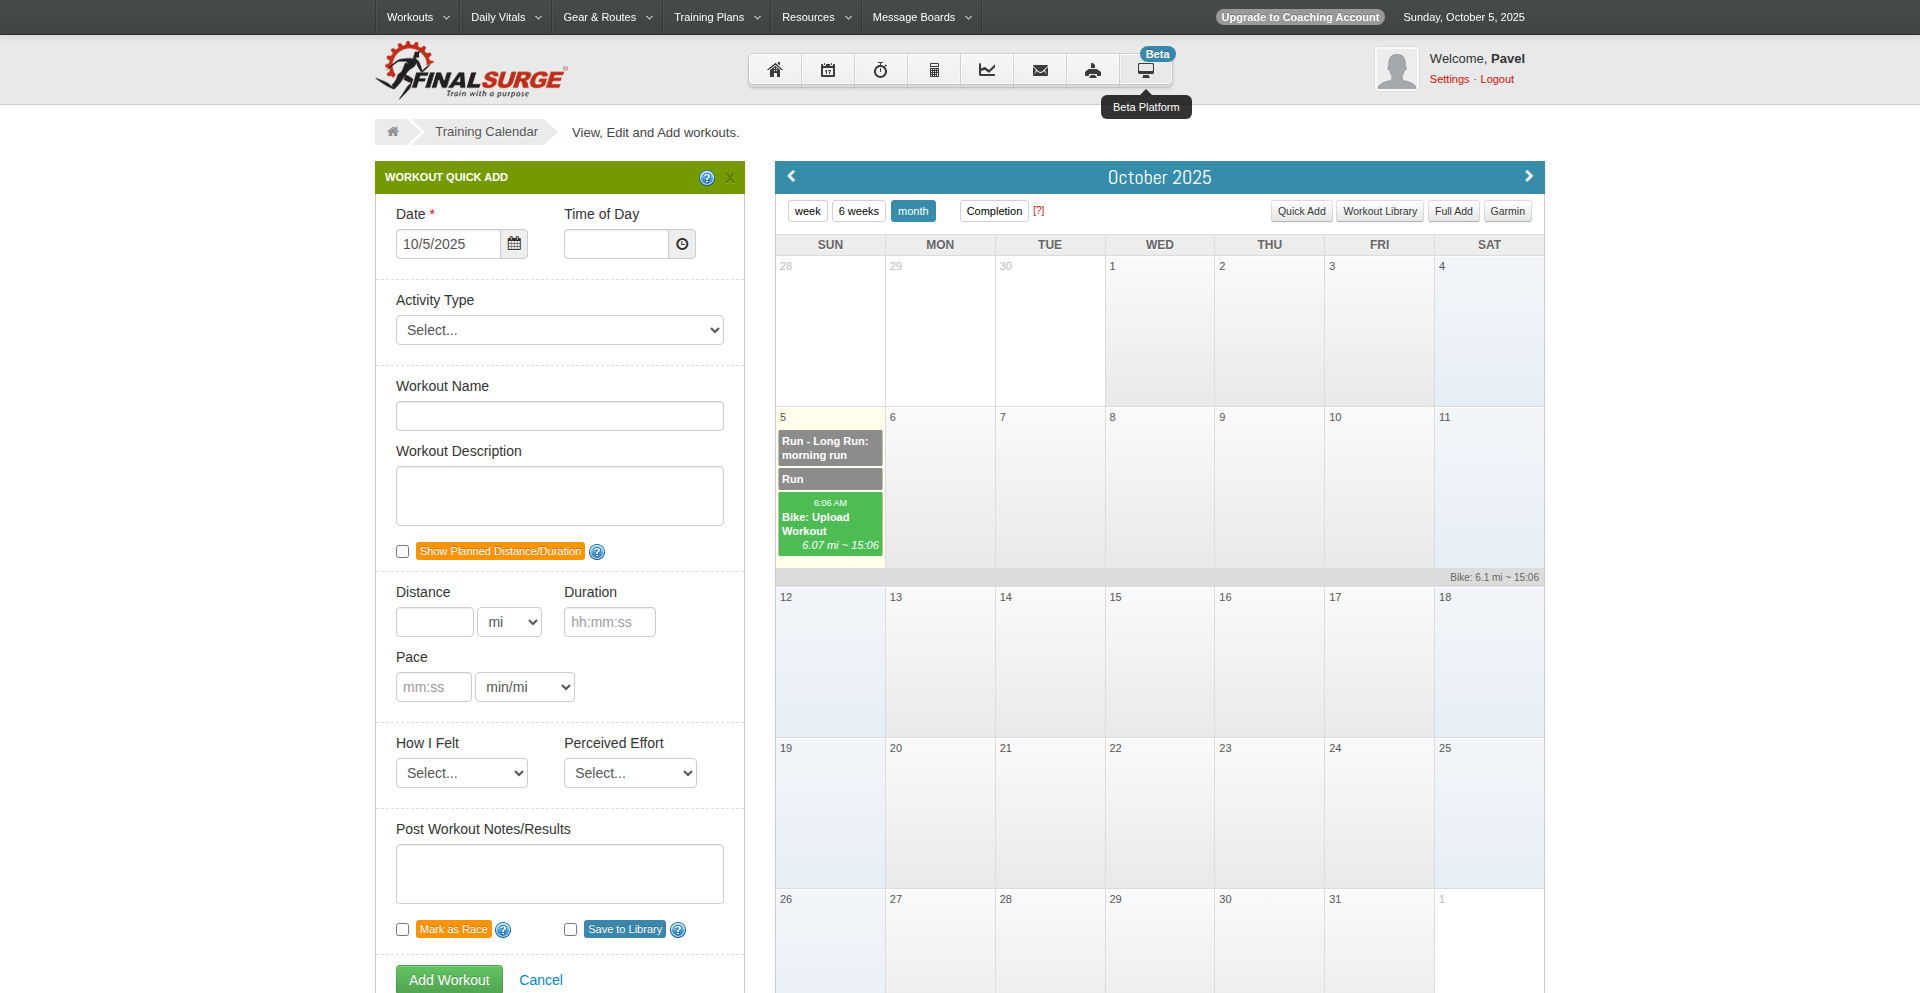 Workouts Daily Vitals Gear & Routes Training Plans Resources Message Boards Upgrade to Coaching Account Sunday, October 5, 2025
FINALSURGE®
Train with a purpose
17
Beta
Beta Platform
Welcome, Pavel
Settings · Logout
Training Calendar View, Edit and Add workouts.
WORKOUT QUICK ADD ? X
Date * Time of Day
10/5/2025
Activity Type
Select...
Workout Name
Workout Description
Show Planned Distance/Duration ?
Distance Duration
mi hh:mm:ss
Pace
mm:ss min/mi
How I Felt Perceived Effort
Select... Select...
Post Workout Notes/Results
Mark as Race ? Save to Library ?
Add Workout Cancel
October 2025
week 6 weeks month Completion [?] Quick Add Workout Library Full Add Garmin
SUN MON TUE WED THU FRI SAT
28 29 30 1 2 3 4
5 6 7 8 9 10 11
Run - Long Run:
morning run
Run
6:06 AM
Bike: Upload
Workout
6.07 mi ~ 15:06
Bike: 6.1 mi ~ 15:06
12 13 14 15 16 17 18
19 20 21 22 23 24 25
26 27 28 29 30 31 1